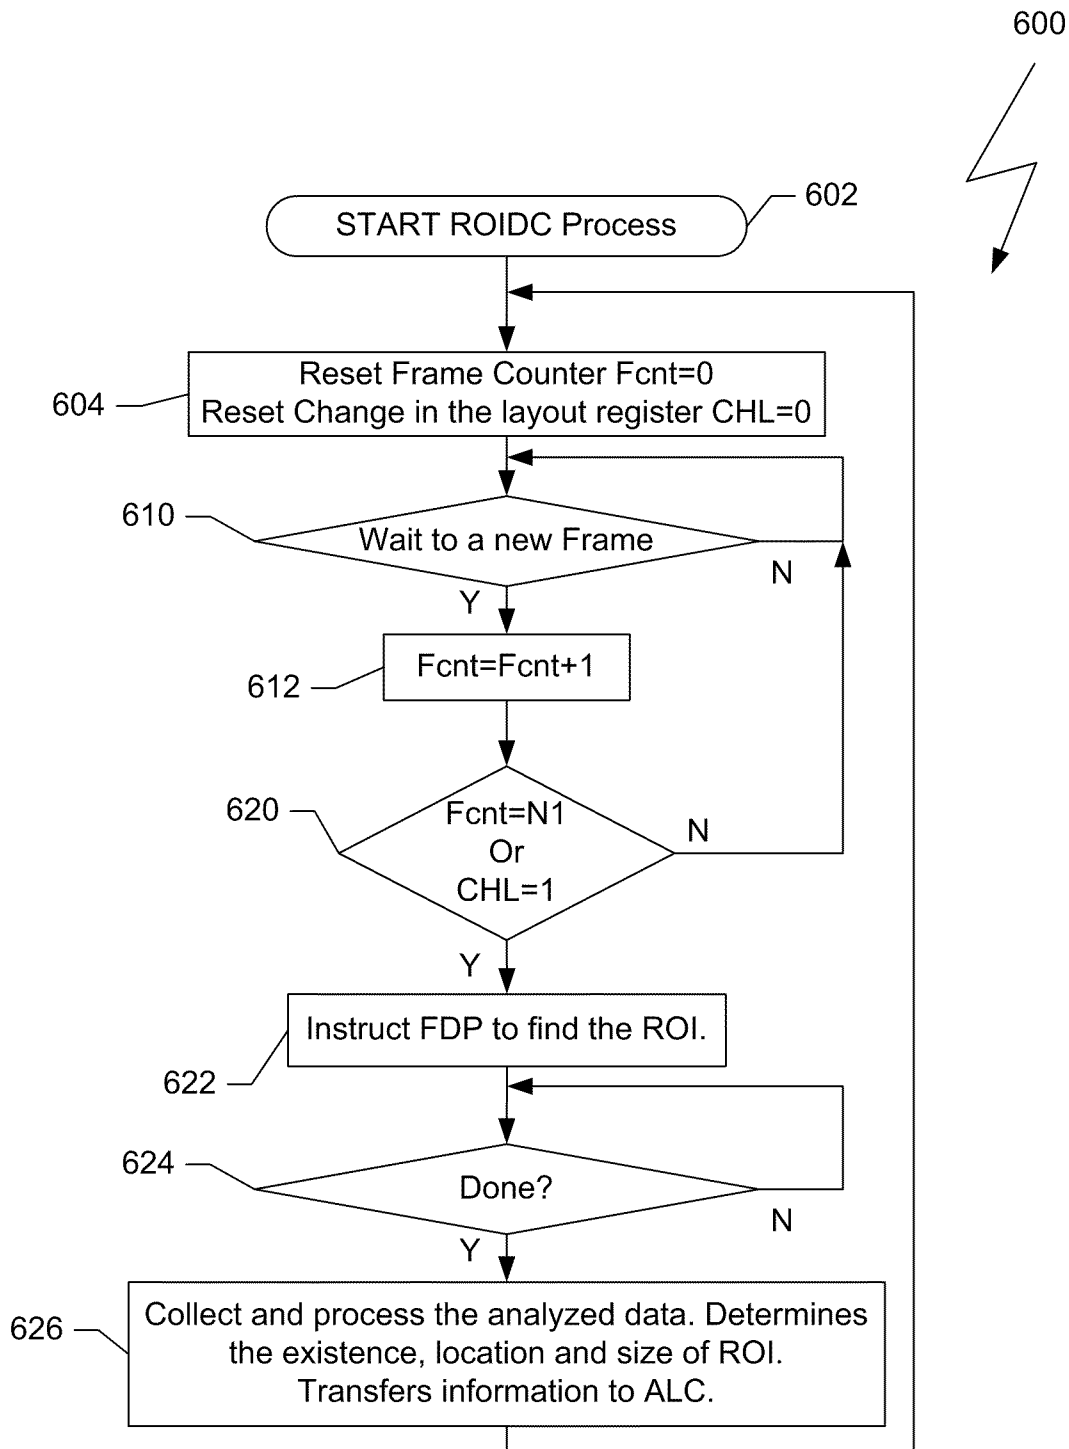 600
602
START ROIDC Process
604
Reset Frame Counter Fcnt=0
Reset Change in the layout register CHL=0
610
Wait to a new Frame
N
Y
612
Fcnt=Fcnt+1
620
Fcnt=N1
Or
CHL=1
N
Y
622
Instruct FDP to find the ROI.
624
Done?
N
Y
626
Collect and process the analyzed data. Determines
the existence, location and size of ROI.
Transfers information to ALC.